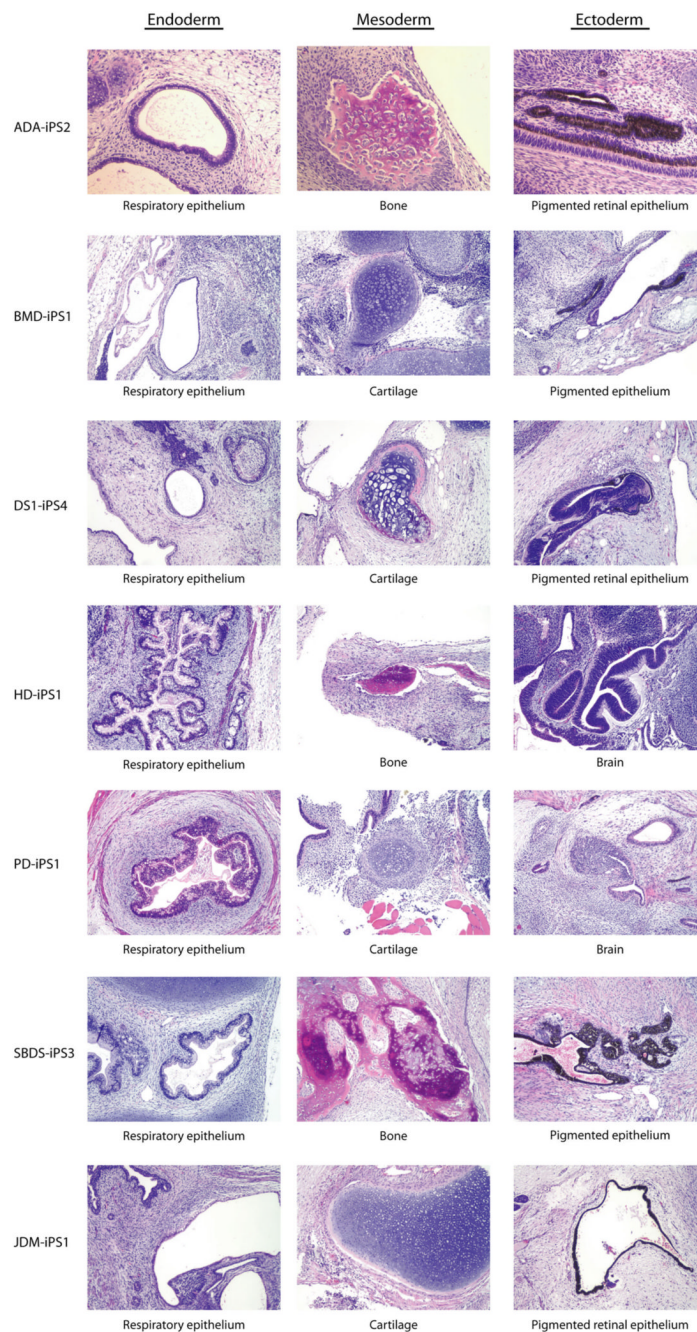 Endoderm Mesoderm Ectoderm
ADA-iPS2
Respiratory epithelium Bone Pigmented retinal epithelium
BMD-iPS1
Respiratory epithelium Cartilage Pigmented epithelium
DS1-iPS4
Respiratory epithelium Cartilage Pigmented retinal epithelium
HD-iPS1
Respiratory epithelium Bone Brain
PD-iPS1
Respiratory epithelium Cartilage Brain
SBDS-iPS3
Respiratory epithelium Bone Pigmented epithelium
JDM-iPS1
Respiratory epithelium Cartilage Pigmented retinal epithelium